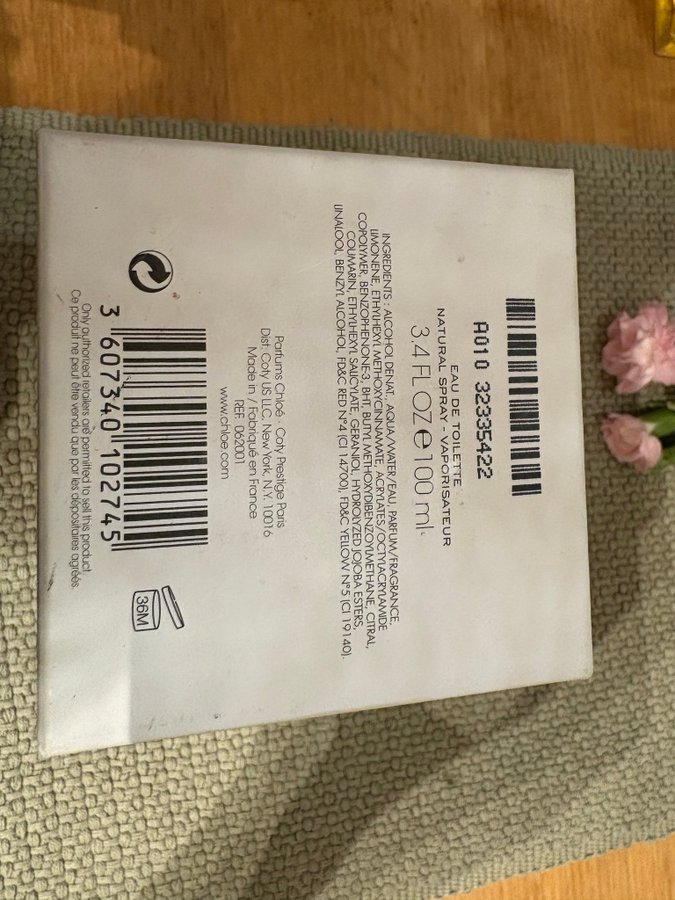 A010 32335422
EAU DE TOILETTE
NATURAL SPRAY - VAPORISATEUR
3.4 FL OZ e 100 ml
INGREDIENTS : ALCOHOL DENAT, AQUA/WATER/EAU, PARFUM/FRAGRANCE,
LIMONENE, ETHYLHEXYL METHOXYCINNAMATE, ACRYLATES/OCTYLACRYLAMIDE
COPOLYMER, BENZOPHENONE-3, BHT, BUTYL METHOXYDIBENZOYLMETHANE, CITRAL,
COUMARIN, ETHYLHEXYL SALICYLATE, GERANIOL, HYDROLYZED JOJOBA ESTERS,
LINALOOL, BENZYL ALCOHOL, FD&C RED N°4 (CI 14700), FD&C YELLOW N°5 (CI 19140).
Parfums Chloé - Coty Prestige Paris
Dist. Coty US LLC, New York, N.Y. 10016
Made in / Fabriqué en France
REF. D62001
www.chloe.com
3 607340 102745
36M
Only authorized retailers are permitted to sell this product.
Ce produit ne peut être vendu que par les dépositaires agréés.